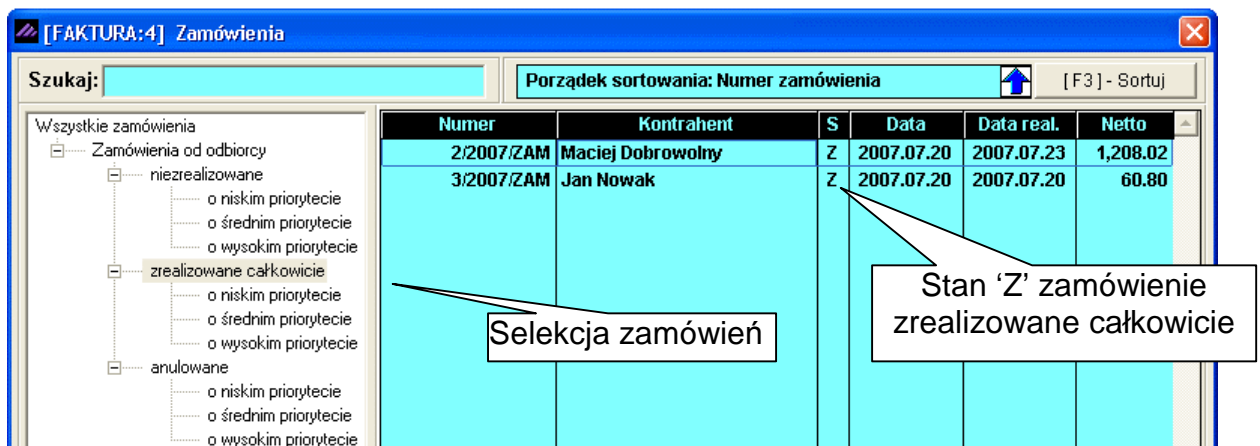 [FAKTURA:4] Zamówienia
Szukaj:
Porządek sortowania: Numer zamówienia
[ F3 ] - Sortuj
Wszystkie zamówienia
Zamówienia od odbiorcy
niezrealizowane
o niskim priorytecie
o średnim priorytecie
o wysokim priorytecie
zrealizowane całkowicie
o niskim priorytecie
o średnim priorytecie
o wysokim priorytecie
anulowane
o niskim priorytecie
o średnim priorytecie
o wysokim priorytecie
Numer Kontrahent S Data Data real. Netto
2/2007/ZAM Maciej Dobrowolny Z 2007.07.20 2007.07.23 1,208.02
3/2007/ZAM Jan Nowak Z 2007.07.20 2007.07.20 60.80
Selekcja zamówień
Stan ‘Z’ zamówienie
zrealizowane całkowicie